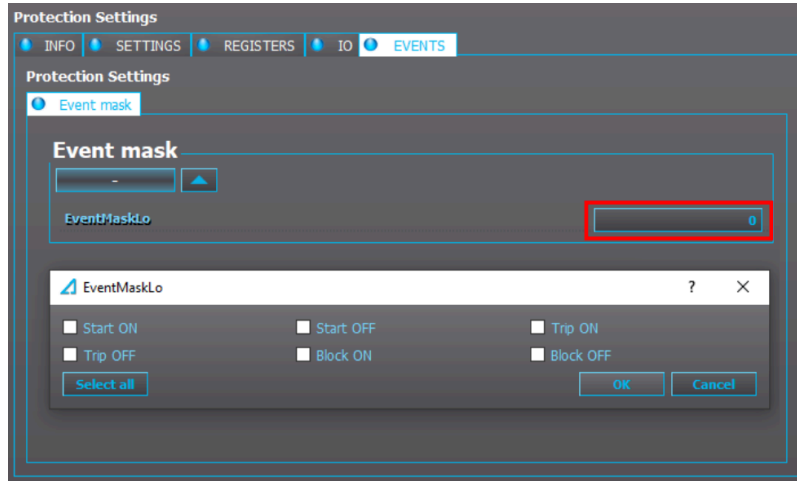 Protection Settings
INFO SETTINGS REGISTERS IO EVENTS
Protection Settings
Event mask
Event mask
-
EventMaskLo 0
EventMaskLo ?
Start ON Start OFF Trip ON
Trip OFF Block ON Block OFF
Select all OK Cancel